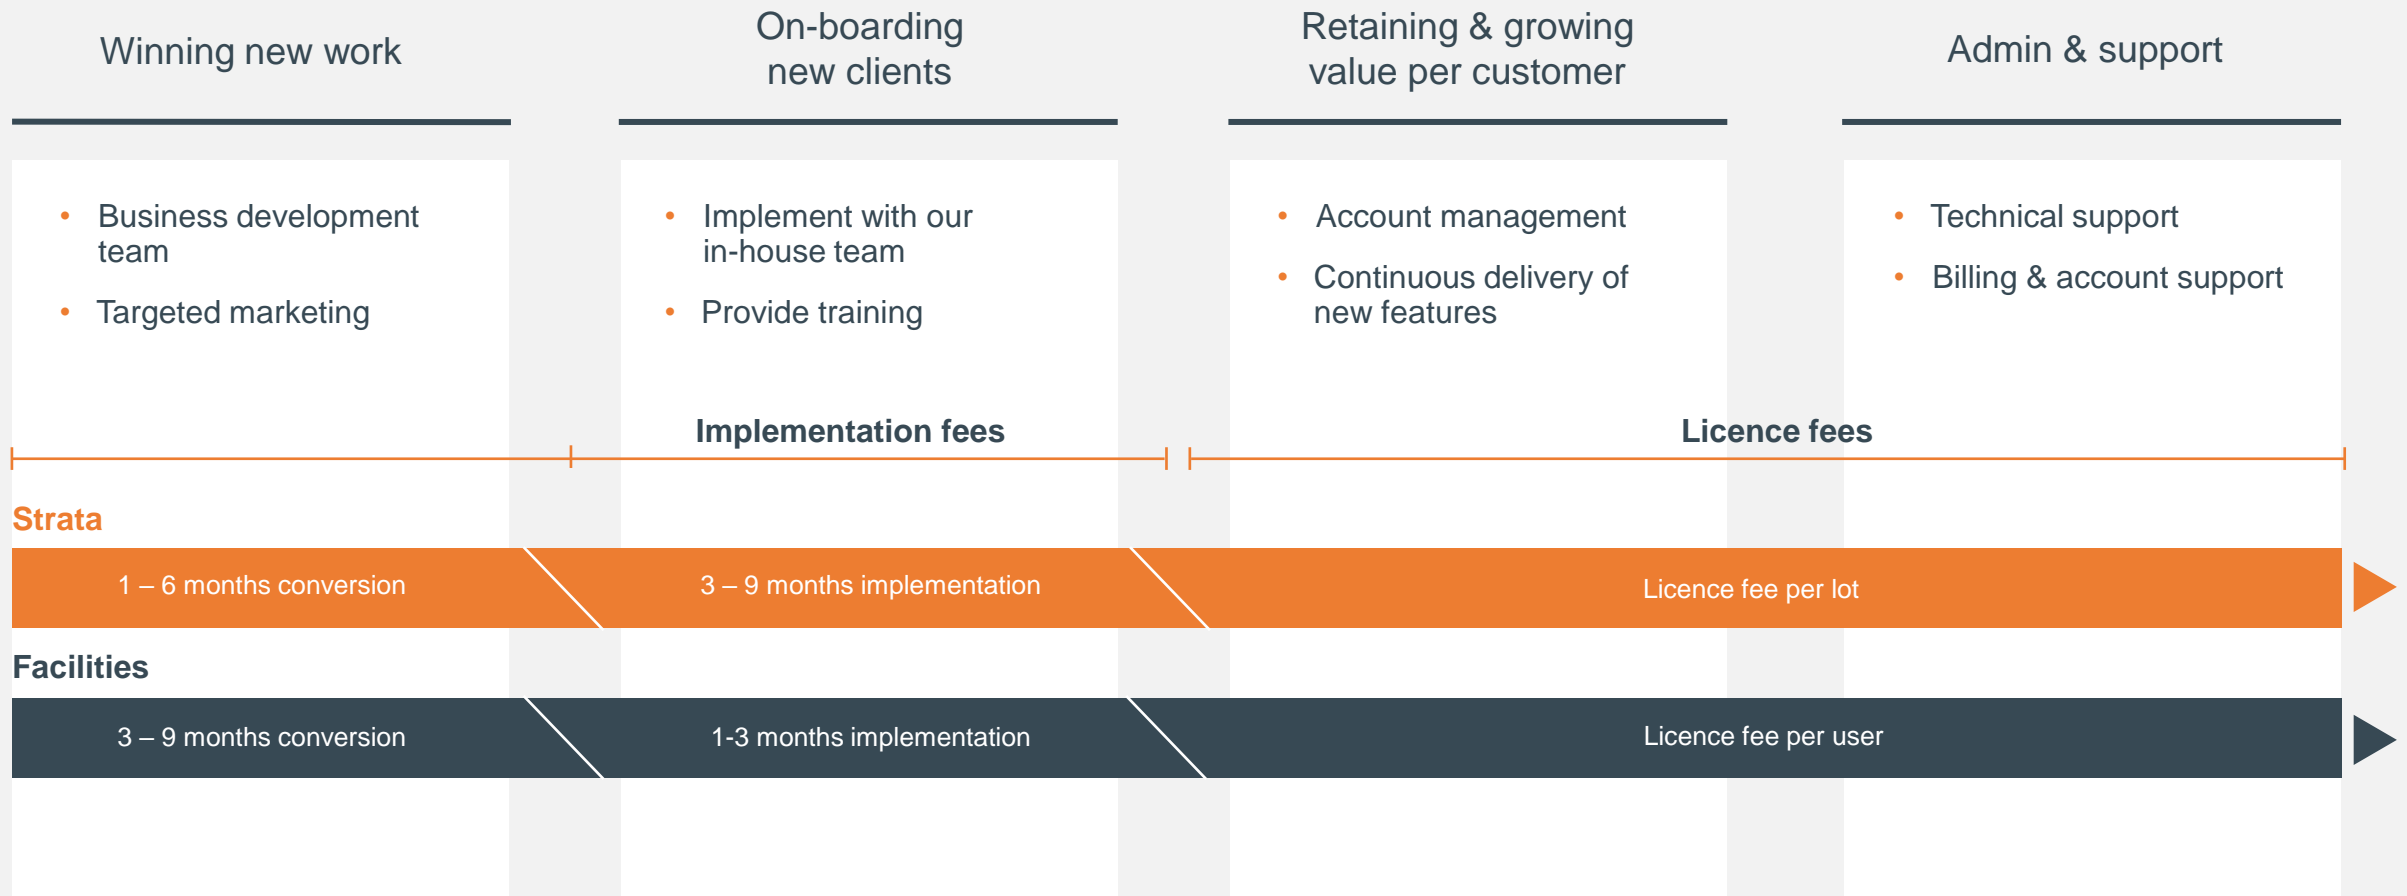 Winning new work
On-boarding
new clients
Retaining & growing
value per customer
Admin & support
• Business development
team
• Targeted marketing
• Implement with our
in-house team
• Provide training
• Account management
• Continuous delivery of
new features
• Technical support
• Billing & account support
Implementation fees
Licence fees
Strata
1 – 6 months conversion
3 – 9 months implementation
Licence fee per lot
Facilities
3 – 9 months conversion
1-3 months implementation
Licence fee per user